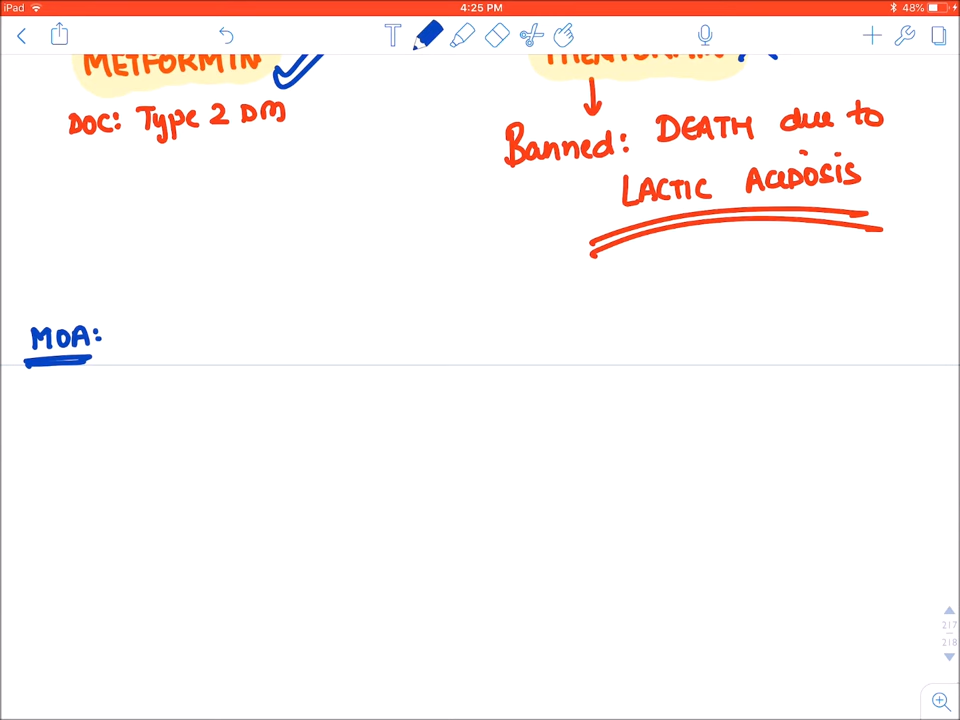 iPad 4:25 PM 48%
T
METFORMIN
DOC: Type 2 DM
Banned: DEATH due to
LACTIC ACIDOSIS
MOA:
217
218